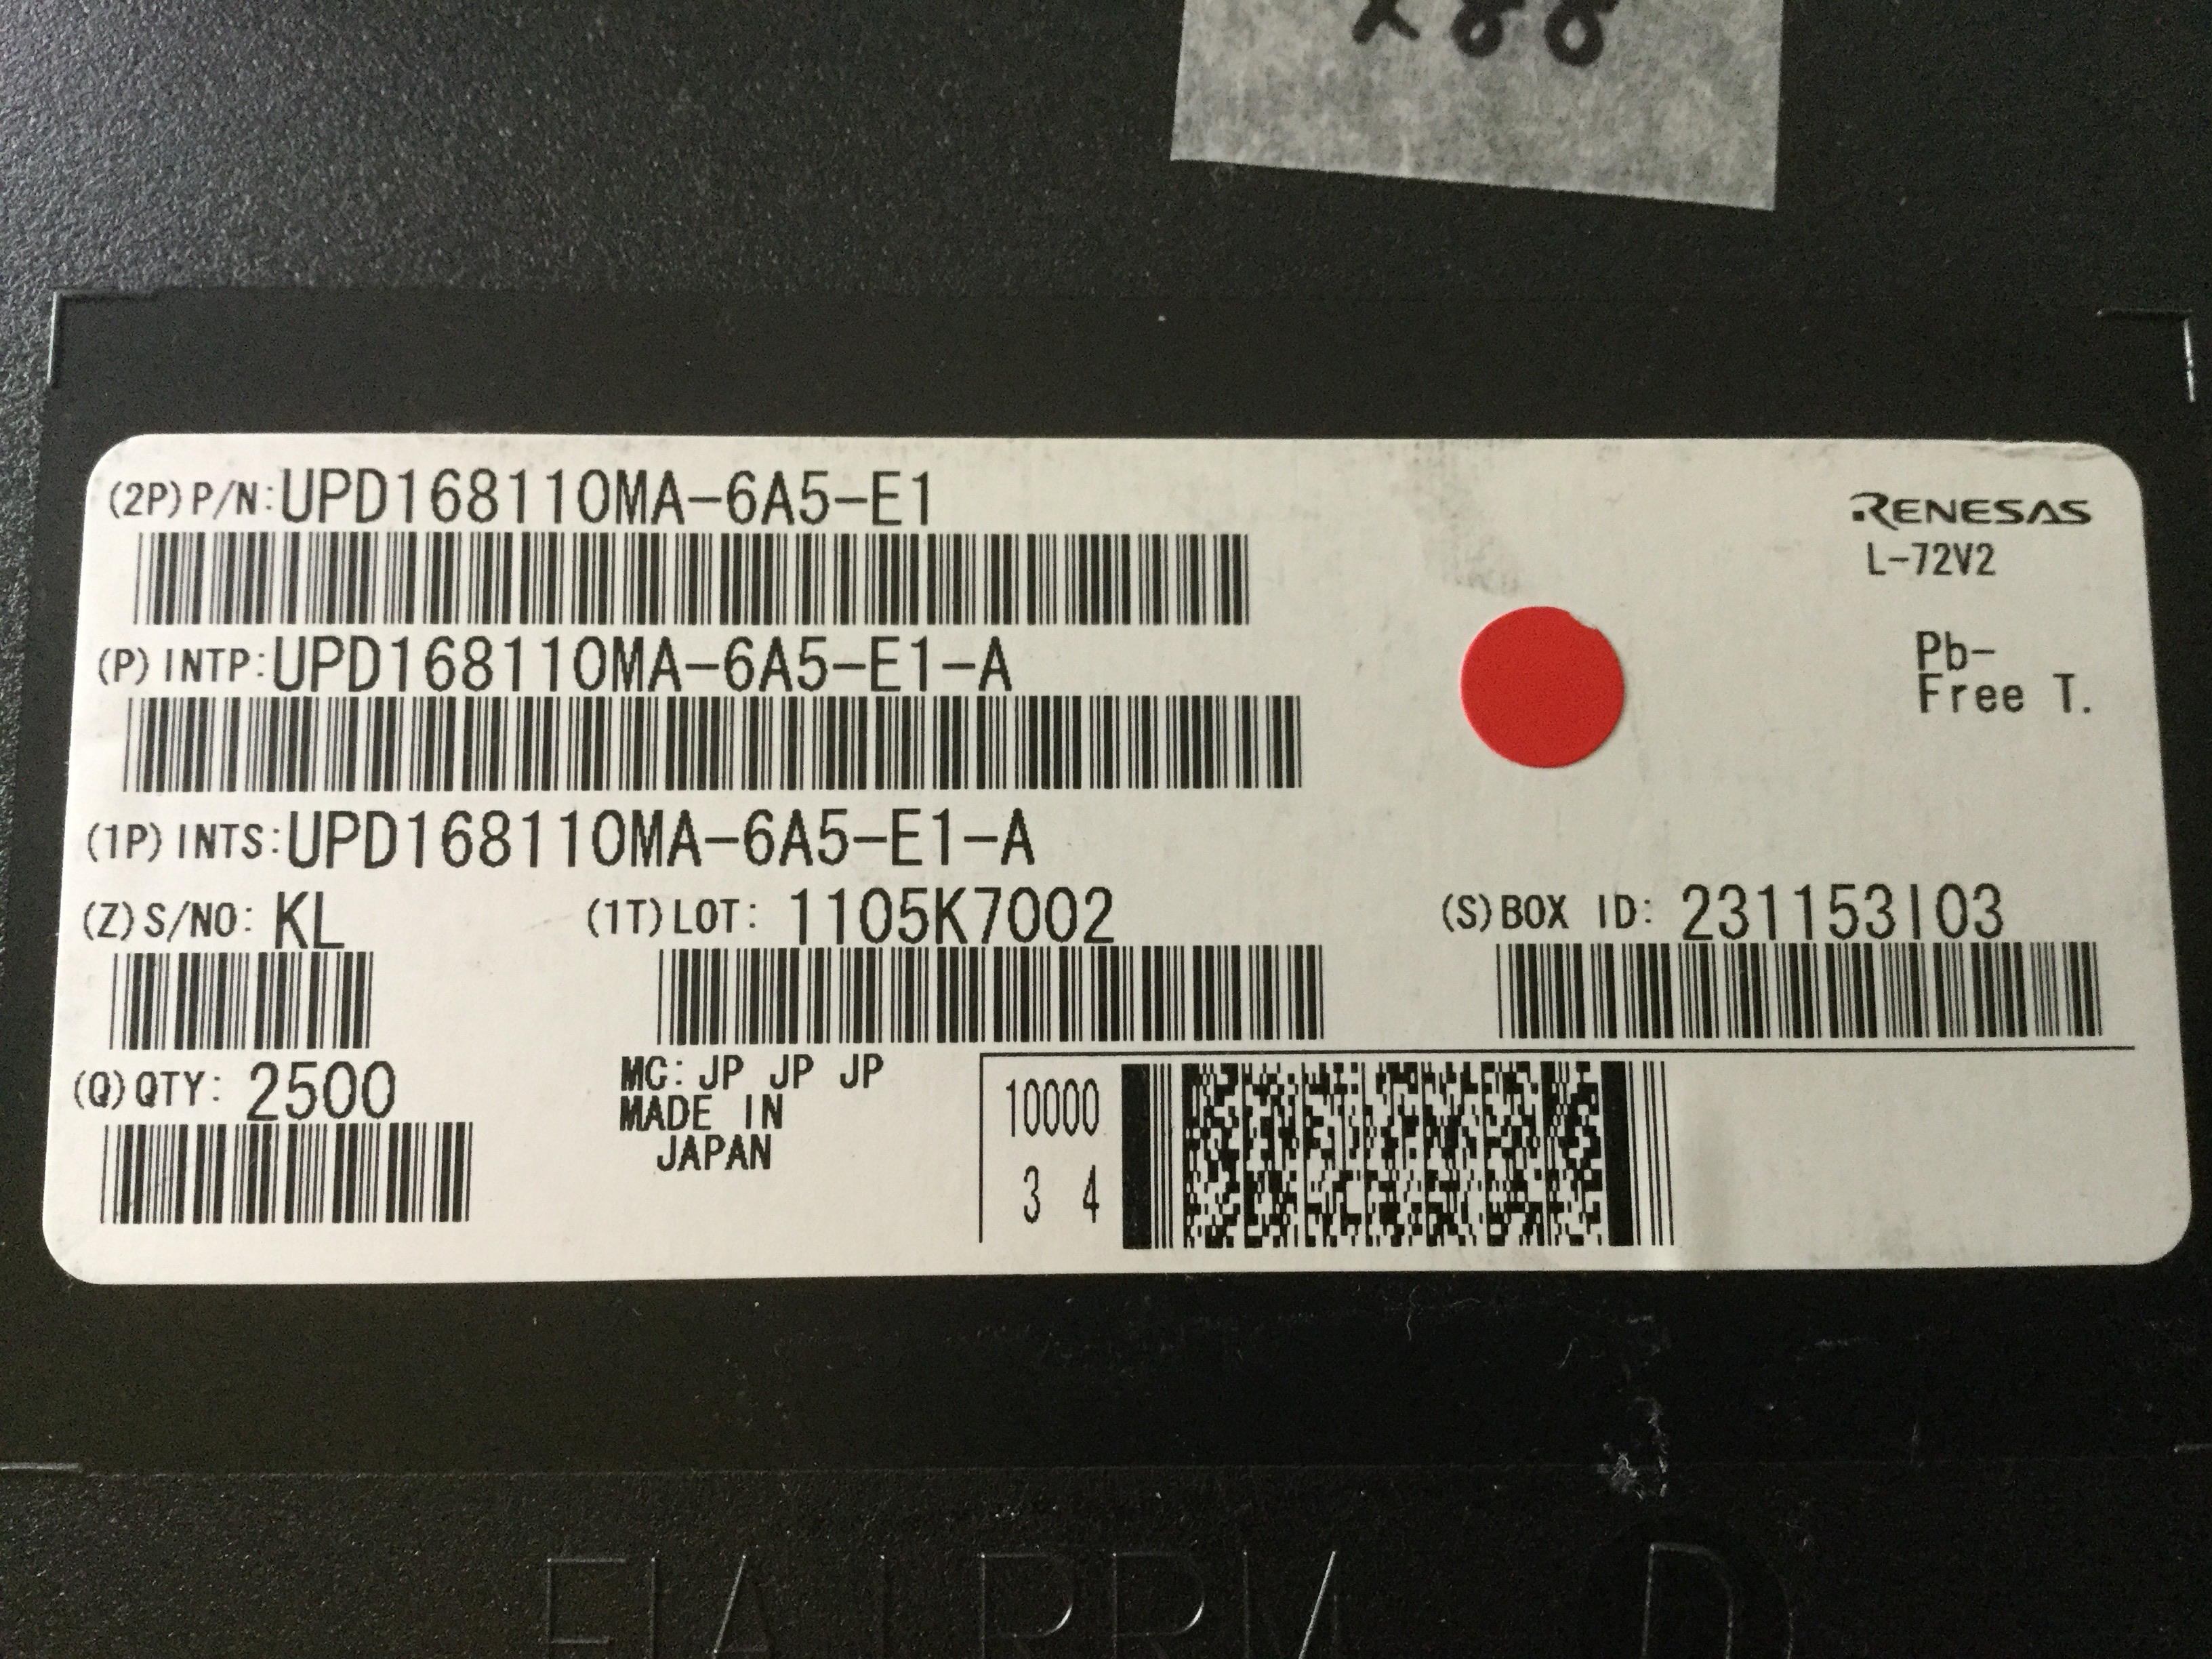 (2P)P/N:UPD168110MA-6A5-E1
RENESAS
L-72V2
(P)INTP:UPD168110MA-6A5-E1-A
Pb-
Free T.
(1P)INTS:UPD168110MA-6A5-E1-A
(Z)S/NO: KL
(1T)LOT: 1105K7002
(S)BOX ID: 231153I03
(Q)QTY: 2500
MC: JP JP JP
MADE IN
JAPAN
10000
3 4